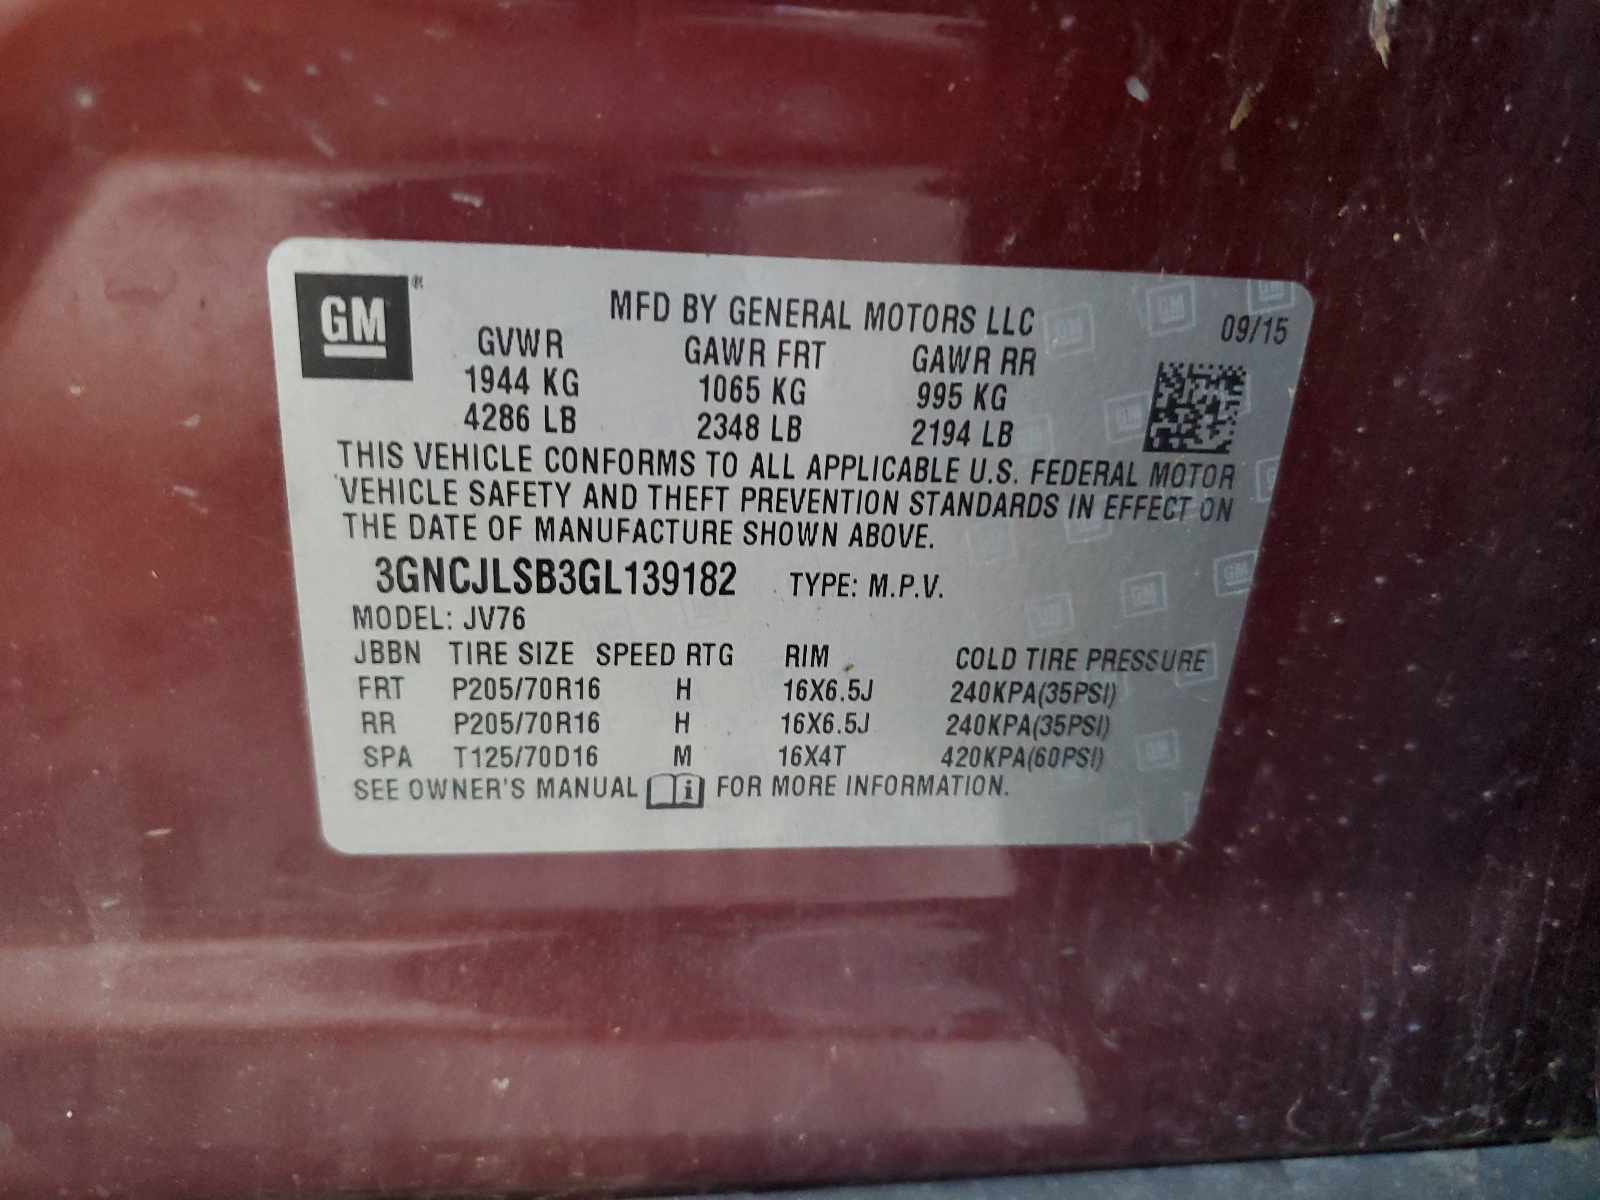 GM®
MFD BY GENERAL MOTORS LLC
09/15
GVWR GAWR FRT GAWR RR
1944 KG 1065 KG 995 KG
4286 LB 2348 LB 2194 LB
THIS VEHICLE CONFORMS TO ALL APPLICABLE U.S. FEDERAL MOTOR
VEHICLE SAFETY AND THEFT PREVENTION STANDARDS IN EFFECT ON
THE DATE OF MANUFACTURE SHOWN ABOVE.
3GNCJLSB3GL139182 TYPE: M.P.V.
MODEL: JV76
JBBN TIRE SIZE SPEED RTG RIM COLD TIRE PRESSURE
FRT P205/70R16 H 16X6.5J 240KPA(35PSI)
RR P205/70R16 H 16X6.5J 240KPA(35PSI)
SPA T125/70D16 M 16X4T 420KPA(60PSI)
SEE OWNER'S MANUAL i FOR MORE INFORMATION.